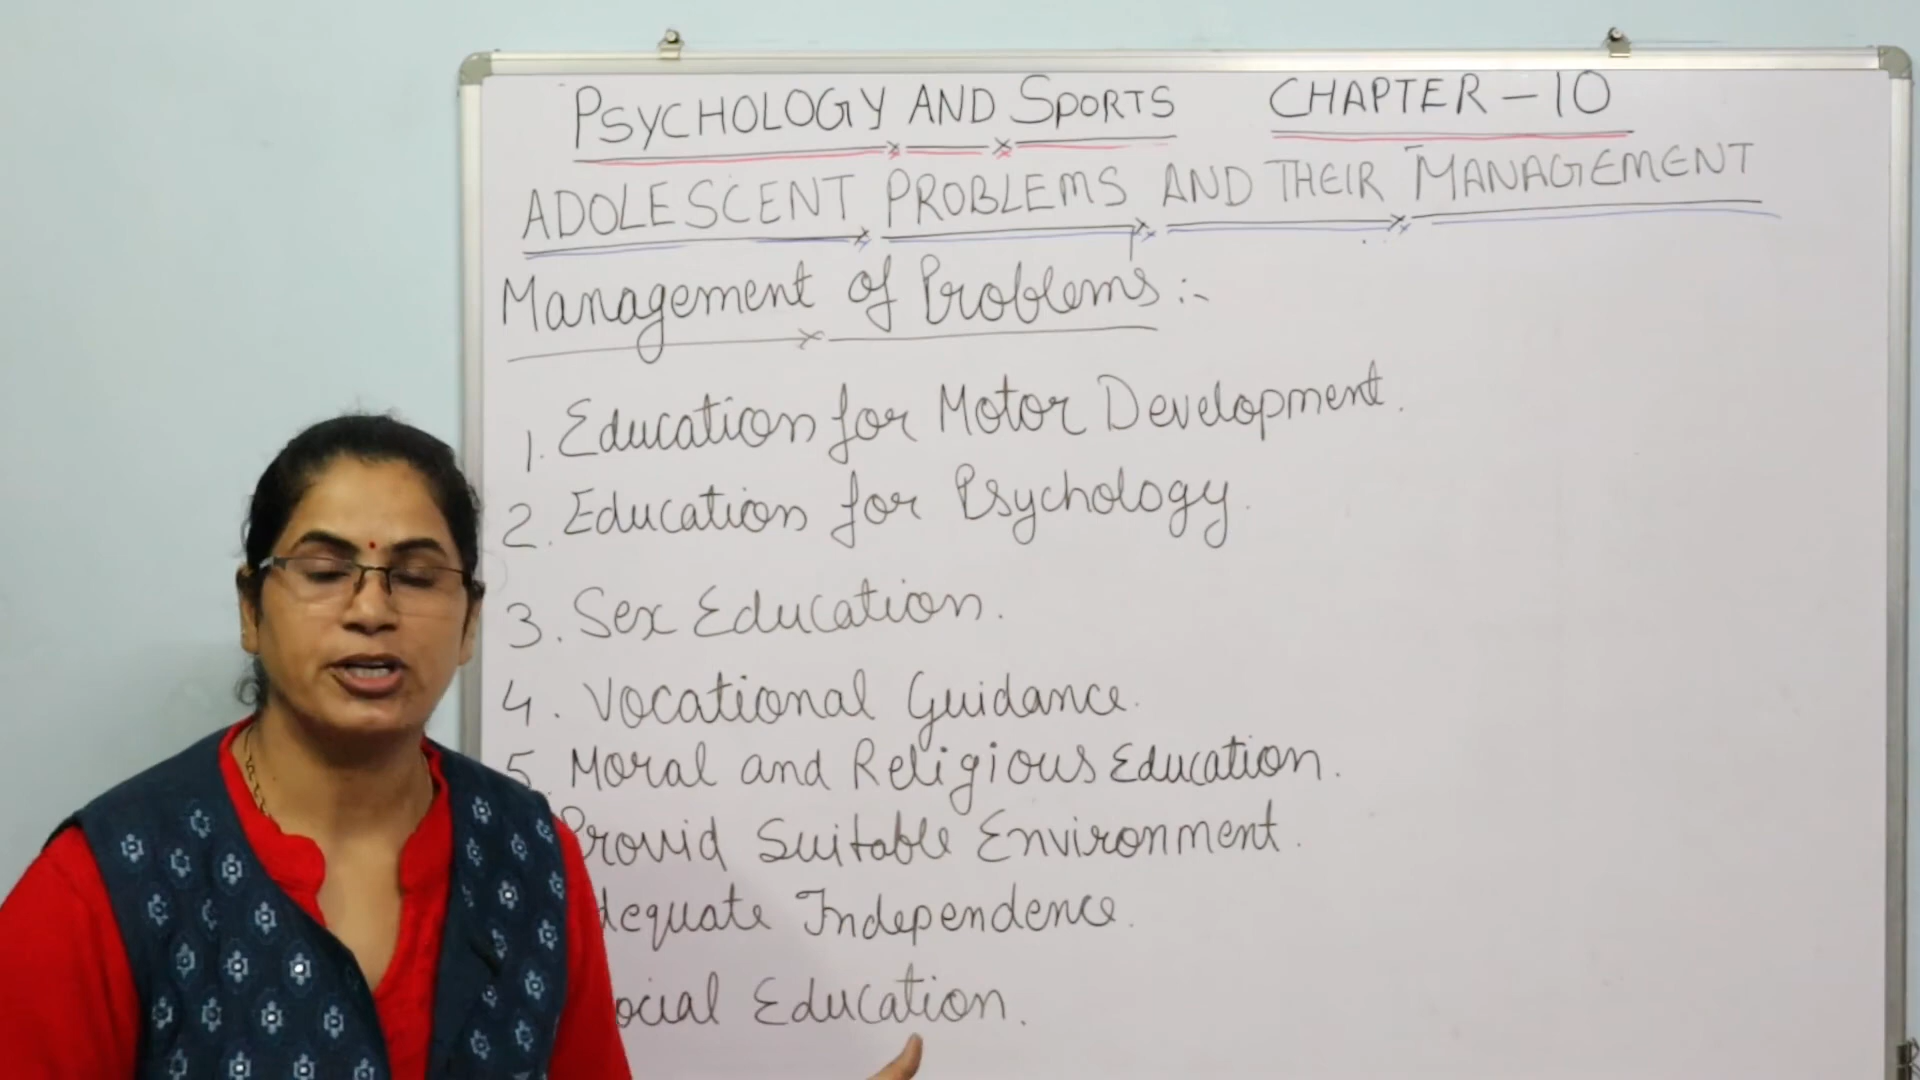 PSYCHOLOGY AND SPORTS CHAPTER - 10
ADOLESCENT PROBLEMS AND THEIR MANAGEMENT
Management of Problems :-
1. Education for Motor Development.
2. Education for Psychology.
3. Sex Education.
4. Vocational Guidance.
5. Moral and Religious Education.
Provid Suitable Environment.
dequate Independence.
ocial Education.